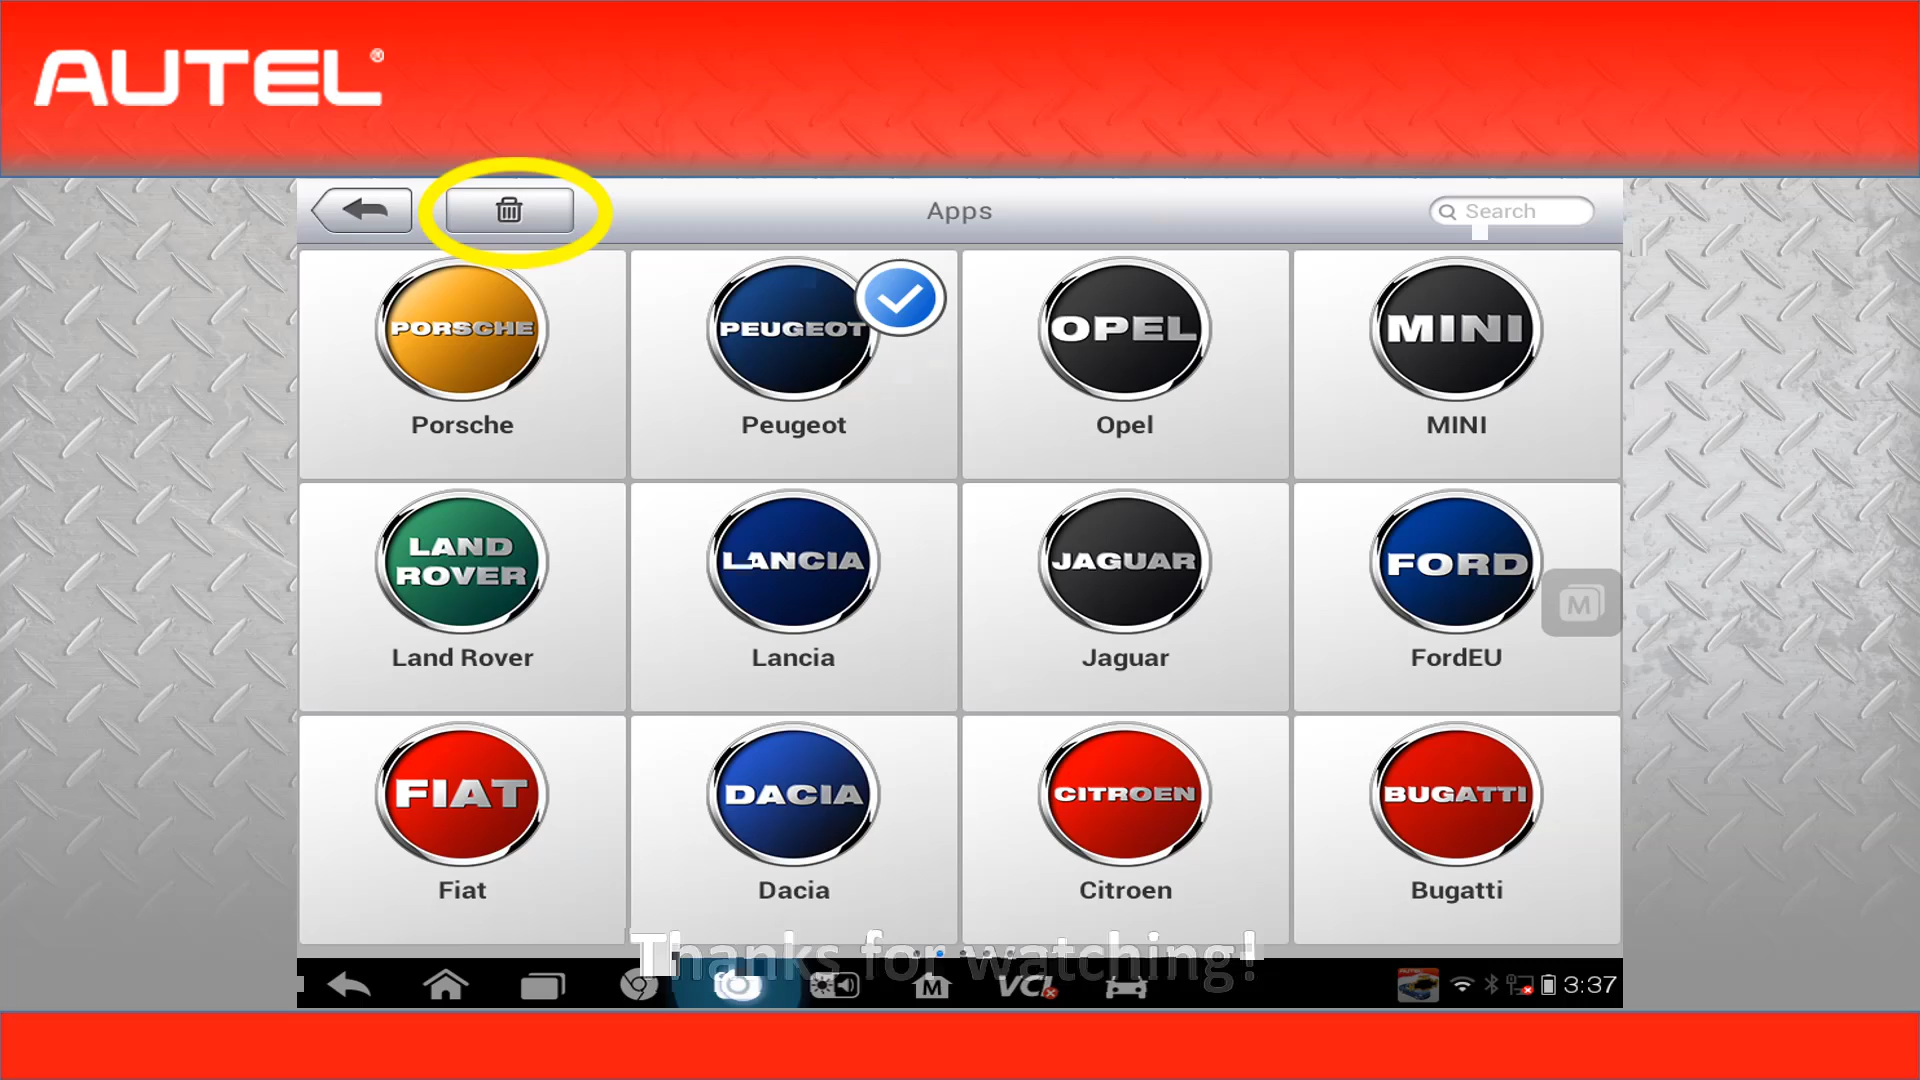 AUTEL®
Apps
Search
PORSCHE
PEUGEOT
OPEL
MINI
Porsche
Peugeot
Opel
MINI
LAND
ROVER
LANCIA
JAGUAR
FORD
M
Land Rover
Lancia
Jaguar
FordEU
FIAT
DACIA
CITROEN
BUGATTI
Fiat
Dacia
Citroen
Bugatti
Thanks for watching!
M
VCI
3:37